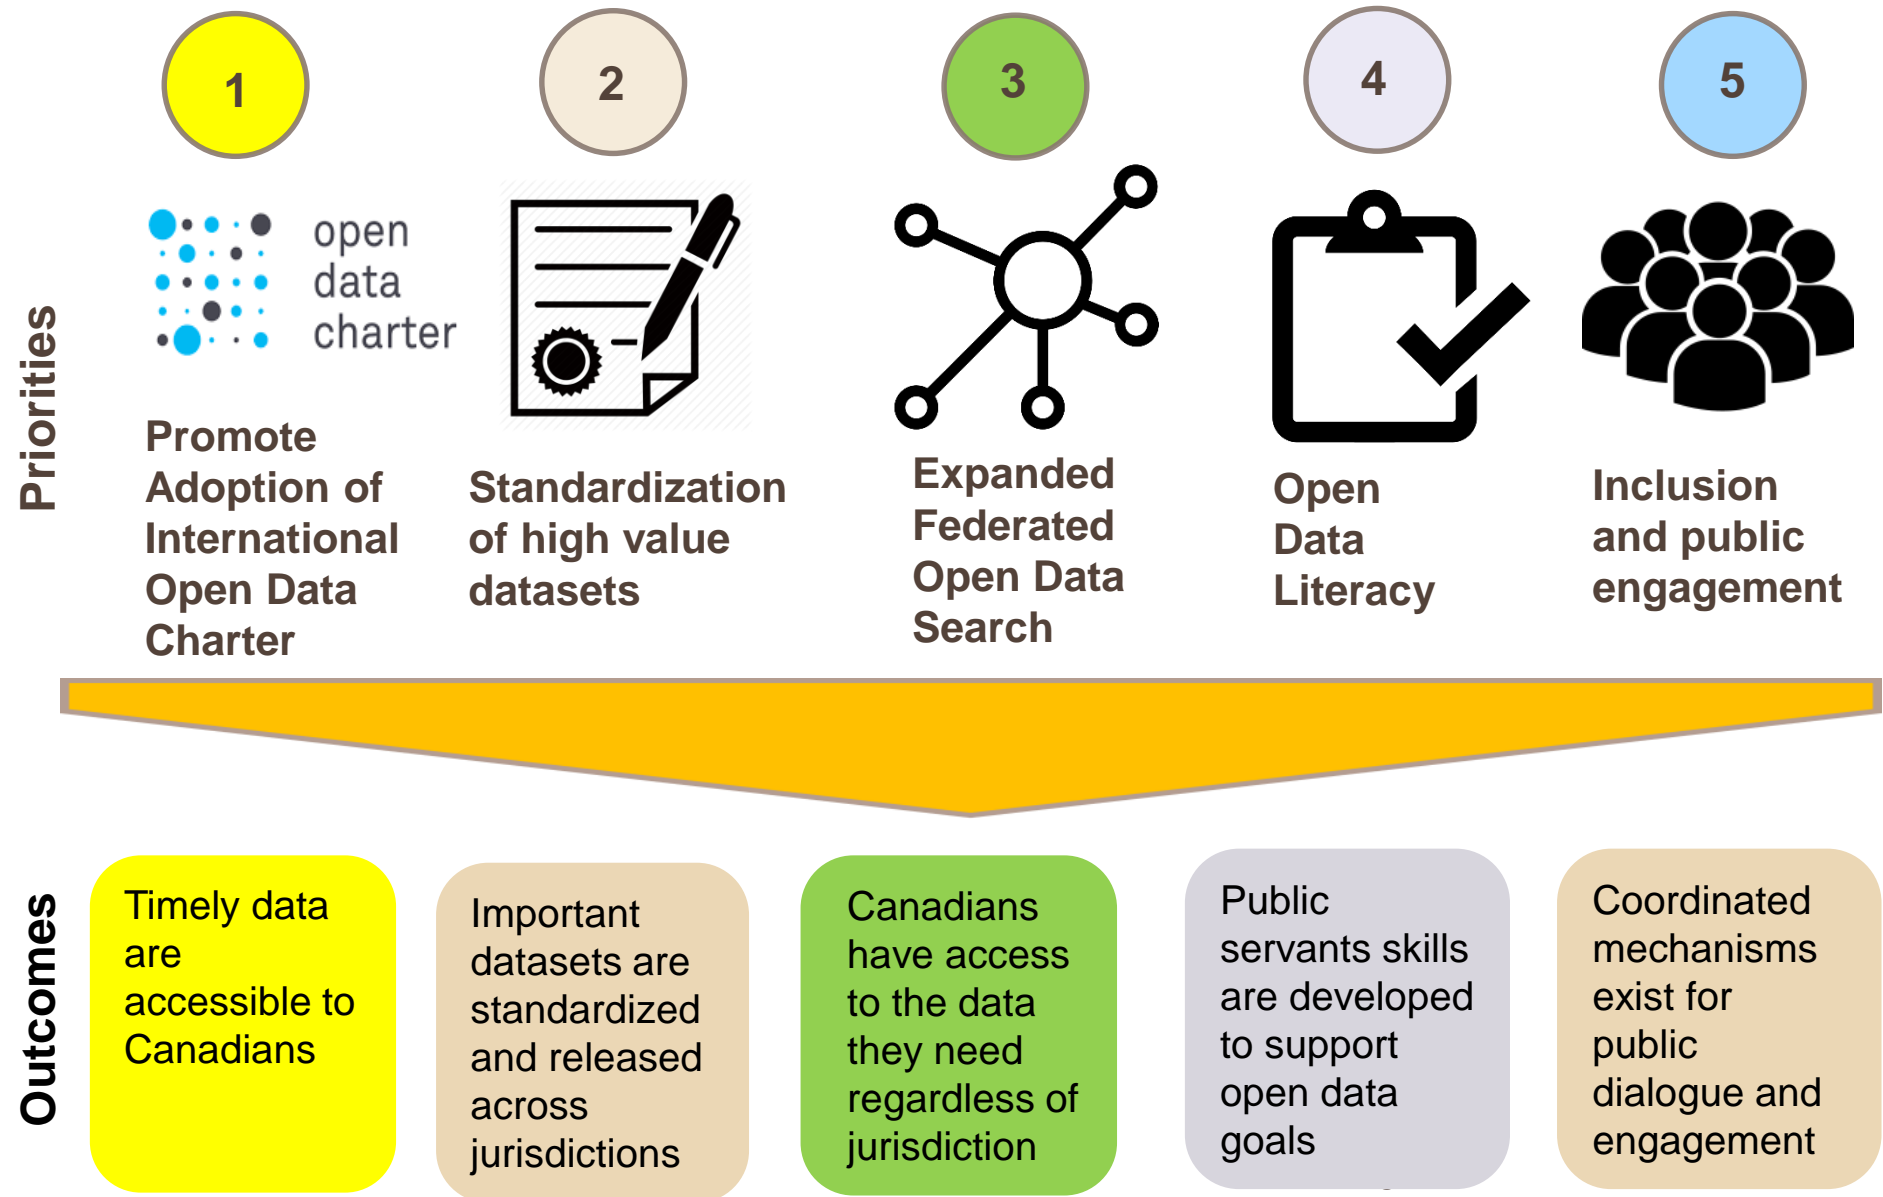 1
2
3
4
5
Priorities
open
data
charter
Promote
Adoption of
International
Open Data
Charter
Standardization
of high value
datasets
Expanded
Federated
Open Data
Search
Open
Data
Literacy
Inclusion
and public
engagement
Outcomes
Timely data
are
accessible to
Canadians
Important
datasets are
standardized
and released
across
jurisdictions
Canadians
have access
to the data
they need
regardless of
jurisdiction
Public
servants skills
are developed
to support
open data
goals
Coordinated
mechanisms
exist for
public
dialogue and
engagement